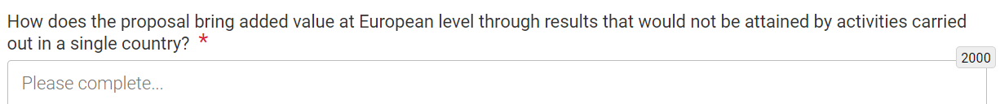 How does the proposal bring added value at European level through results that would not be attained by activities carried
out in a single country? *
2000
Please complete...